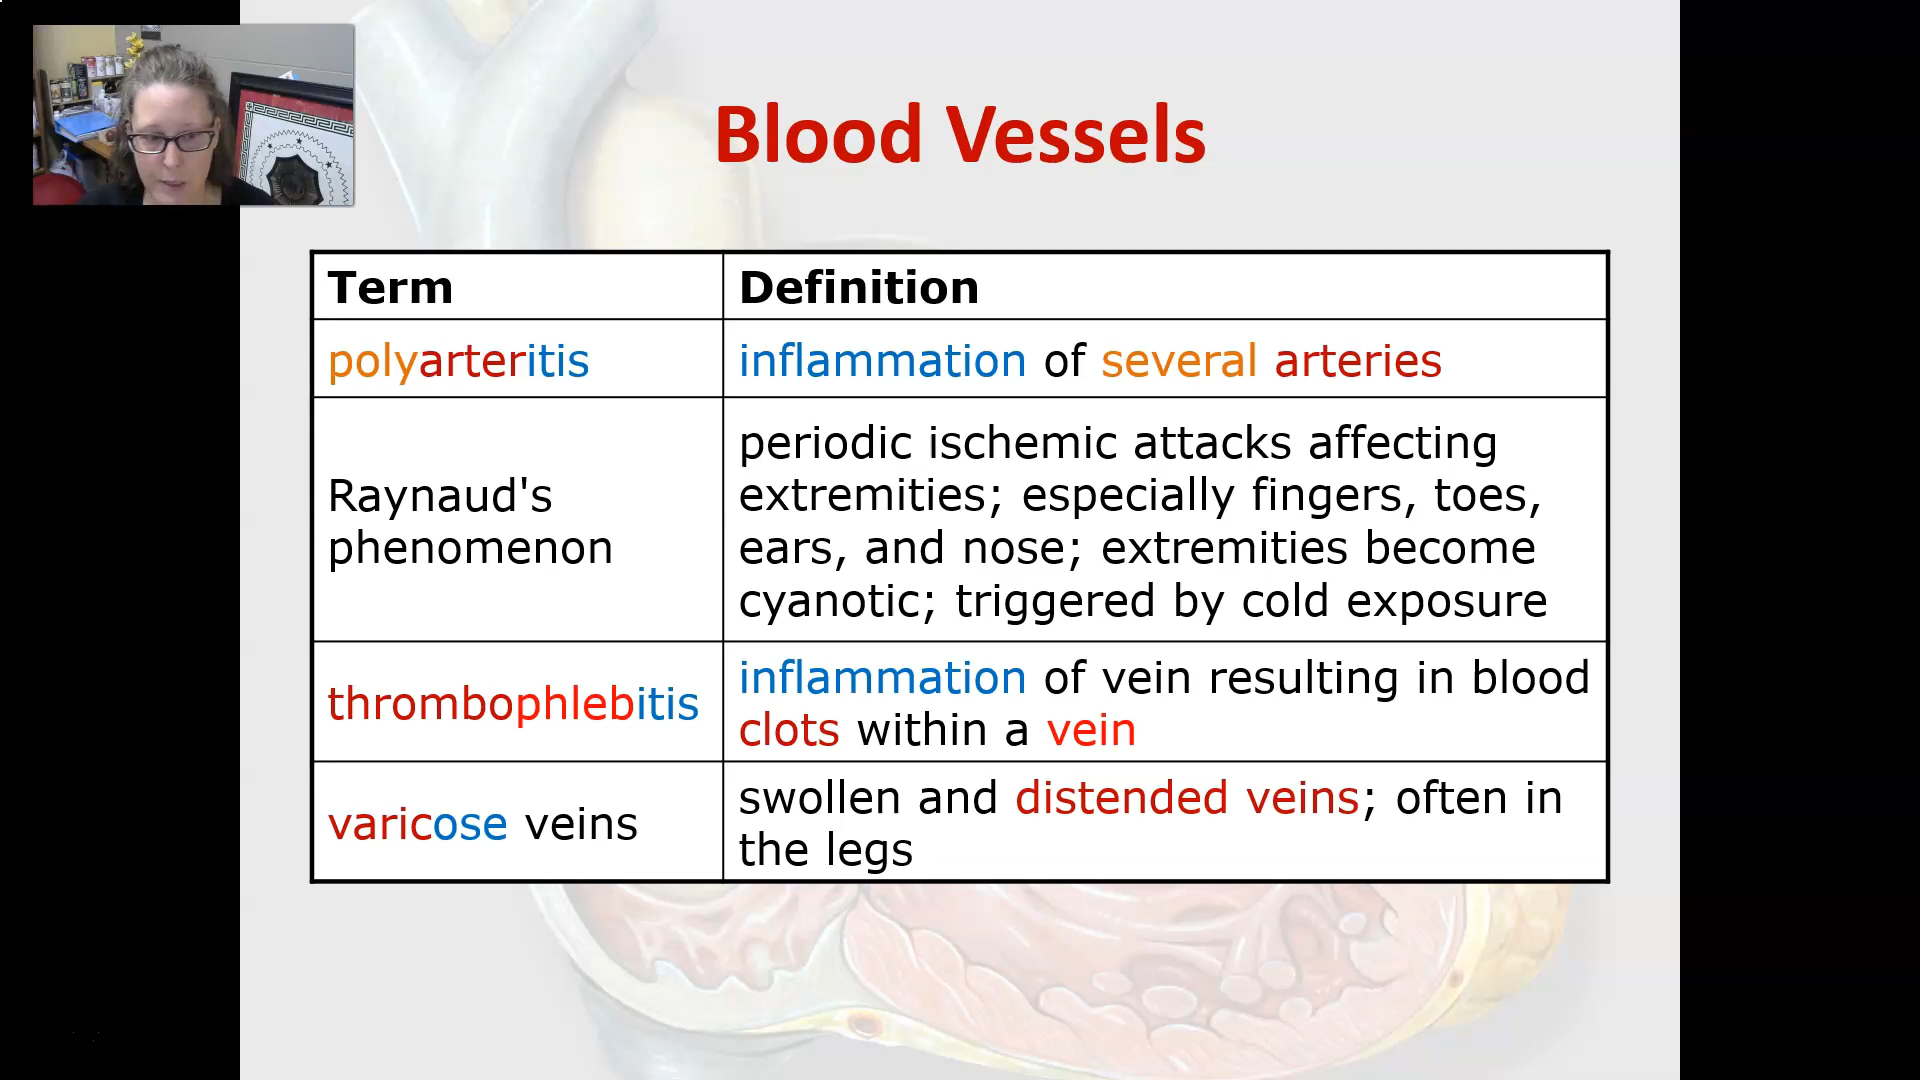 Blood Vessels
Term
Definition
polyarteritis
inflammation of several arteries
Raynaud's
phenomenon
periodic ischemic attacks affecting
extremities; especially fingers, toes,
ears, and nose; extremities become
cyanotic; triggered by cold exposure
thrombophlebitis
inflammation of vein resulting in blood
clots within a vein
varicose veins
swollen and distended veins; often in
the legs